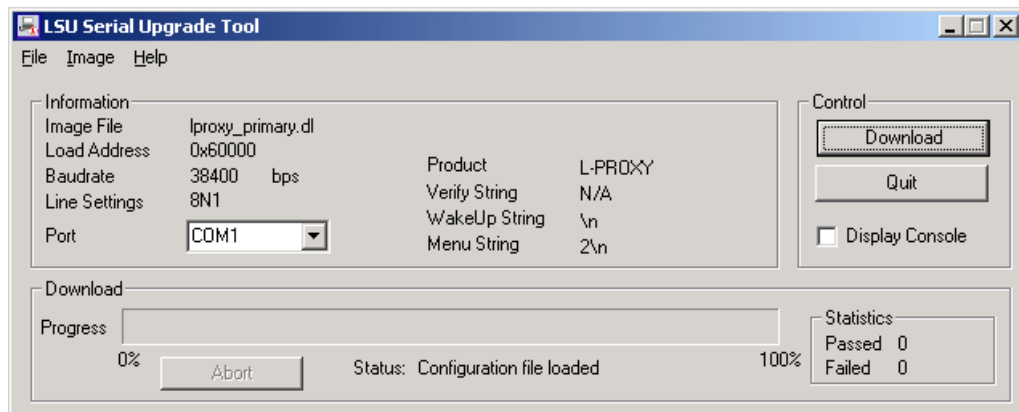 LSU Serial Upgrade Tool
File Image Help
Information
Image File lproxy_primary.dl
Load Address 0x60000
Baudrate 38400 bps
Line Settings 8N1
Port COM1
Product L-PROXY
Verify String N/A
WakeUp String \n
Menu String 2\n
Control
Download
Quit
Display Console
Download
Progress
0%
100%
Abort
Status: Configuration file loaded
Statistics
Passed 0
Failed 0